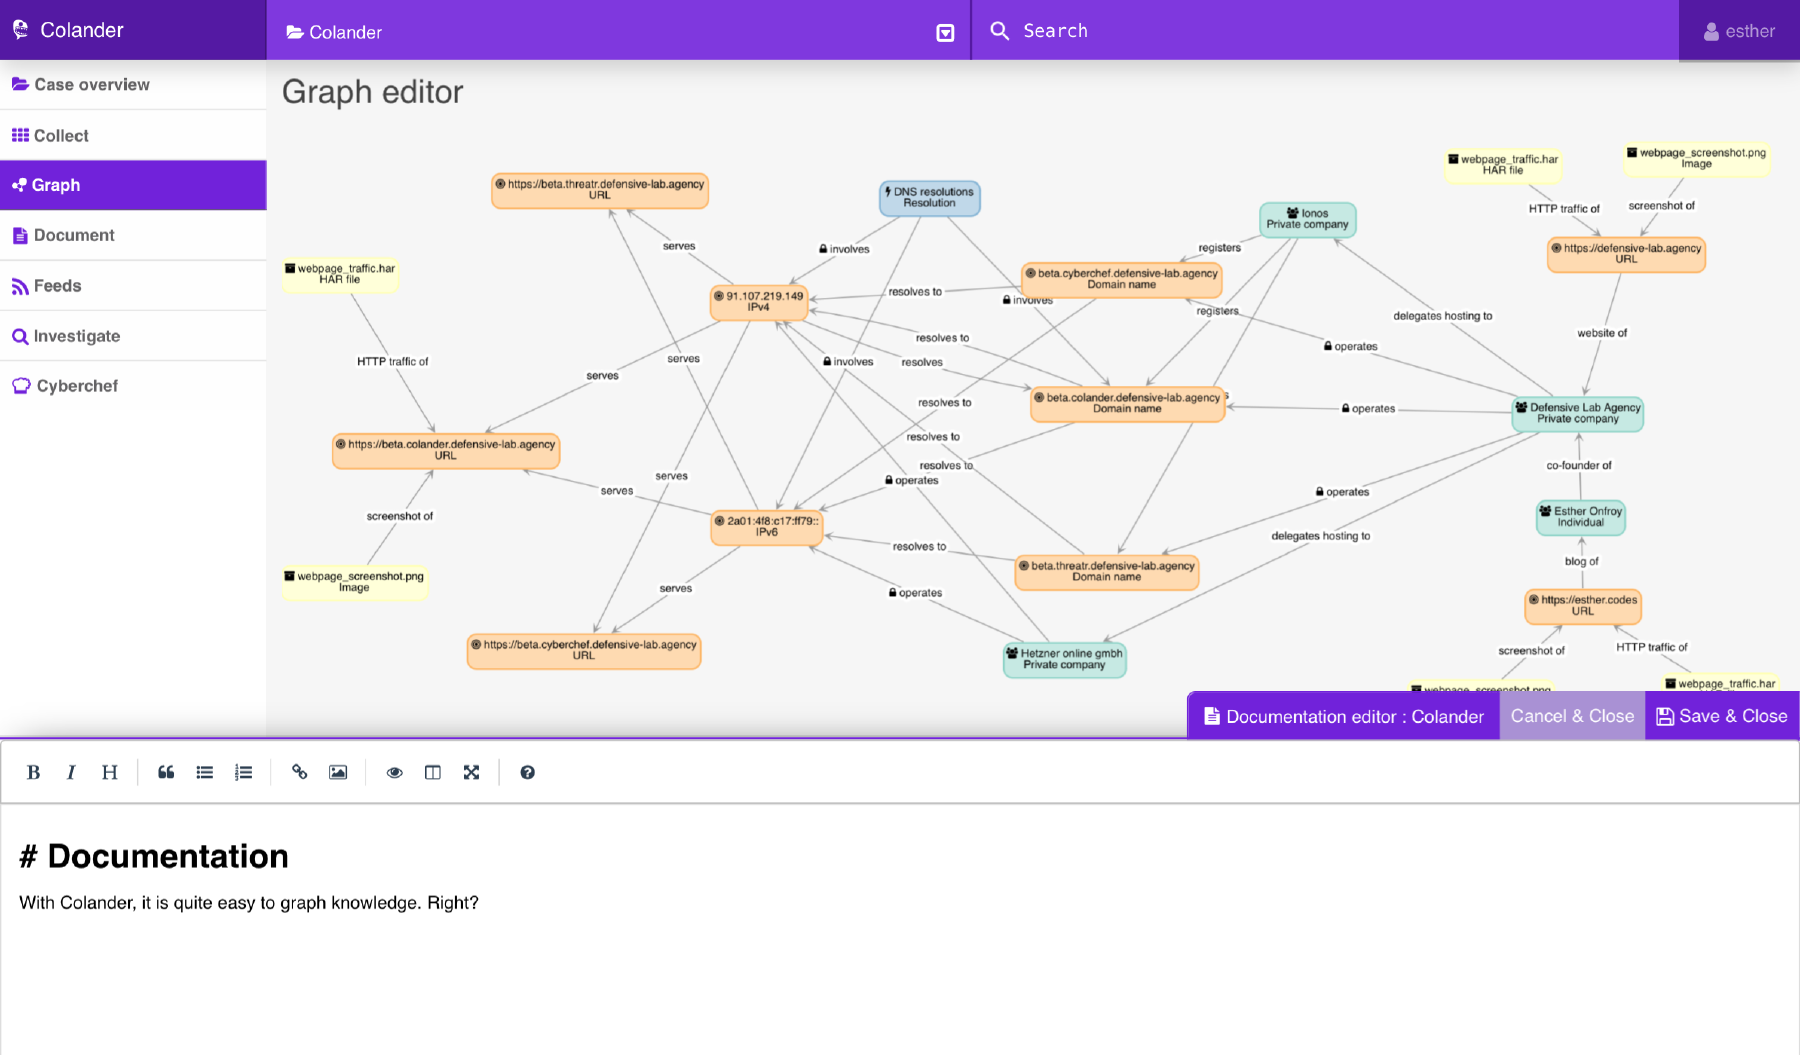 Colander
Colander
Search
esther
Case overview
Collect
Graph
Document
Feeds
Investigate
Cyberchef
Graph editor
webpage_traffic.har
HAR file
webpage_screenshot.png
Image
https://beta.threatr.defensive-lab.agency
URL
DNS resolutions
Resolution
Ionos
Private company
HTTP traffic of
screenshot of
serves
involves
registers
https://defensive-lab.agency
URL
webpage_traffic.har
HAR file
beta.cyberchef.defensive-lab.agency
Domain name
91.107.219.149
IPv4
resolves to
involves
registers
delegates hosting to
website of
resolves to
operates
HTTP traffic of
serves
serves
involves
resolves
beta.colander.defensive-lab.agency
Domain name
resolves to
operates
Defensive Lab Agency
Private company
https://beta.colander.defensive-lab.agency
URL
resolves to
resolves to
co-founder of
serves
operates
serves
operates
screenshot of
2a01:4f8:c17:ff79::
IPv6
Esther Onfroy
Individual
delegates hosting to
resolves to
webpage_screenshot.png
Image
serves
operates
beta.threatr.defensive-lab.agency
Domain name
blog of
https://esther.codes
URL
https://beta.cyberchef.defensive-lab.agency
URL
Hetzner online gmbh
Private company
screenshot of
HTTP traffic of
webpage_screenshot.png
webpage_traffic.har
Documentation editor : Colander
Cancel & Close
Save & Close
B I H
# Documentation
With Colander, it is quite easy to graph knowledge. Right?